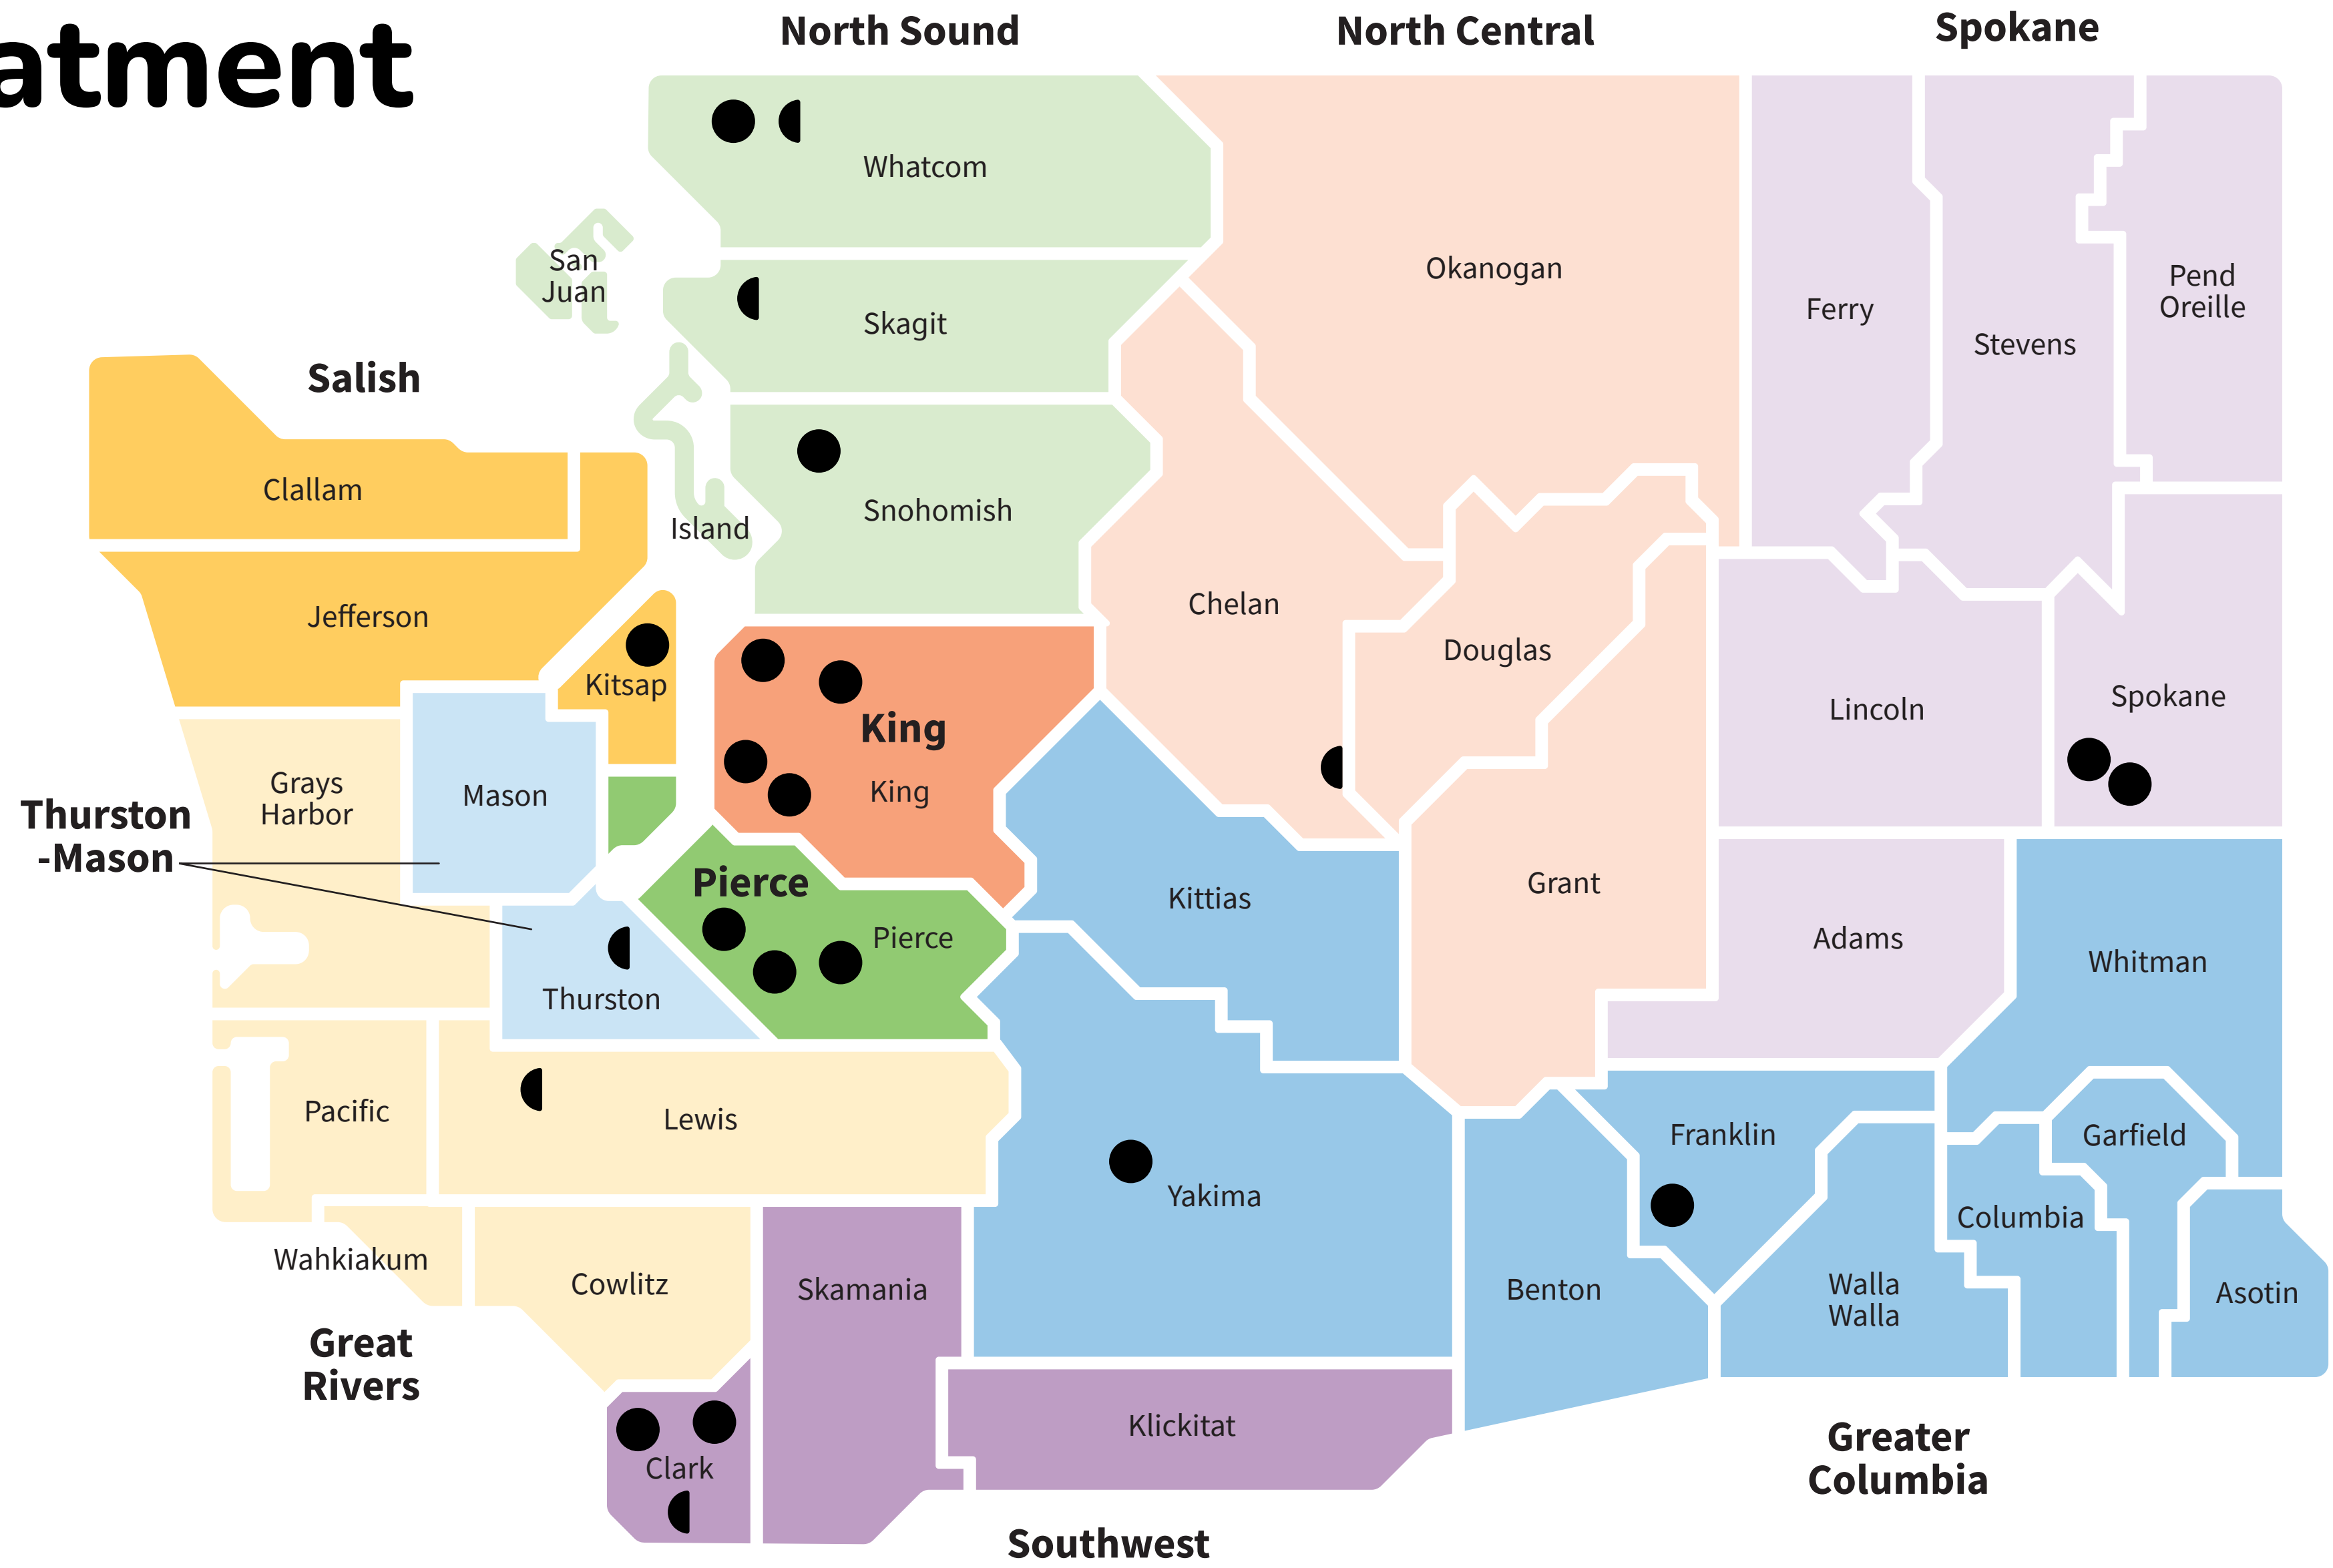 atment
North Sound
North Central
Spokane
Whatcom
San
Juan
Okanogan
Pend
Oreille
Ferry
Skagit
Stevens
Salish
Clallam
Snohomish
Island
Chelan
Jefferson
Douglas
Kitsap
Spokane
Lincoln
King
King
Grays
Harbor
Mason
Thurston
-Mason
Pierce
Grant
Kittias
Pierce
Adams
Whitman
Thurston
Pacific
Lewis
Franklin
Garfield
Yakima
Columbia
Wahkiakum
Cowlitz
Skamania
Benton
Walla
Walla
Asotin
Great
Rivers
Klickitat
Clark
Greater
Columbia
Southwest